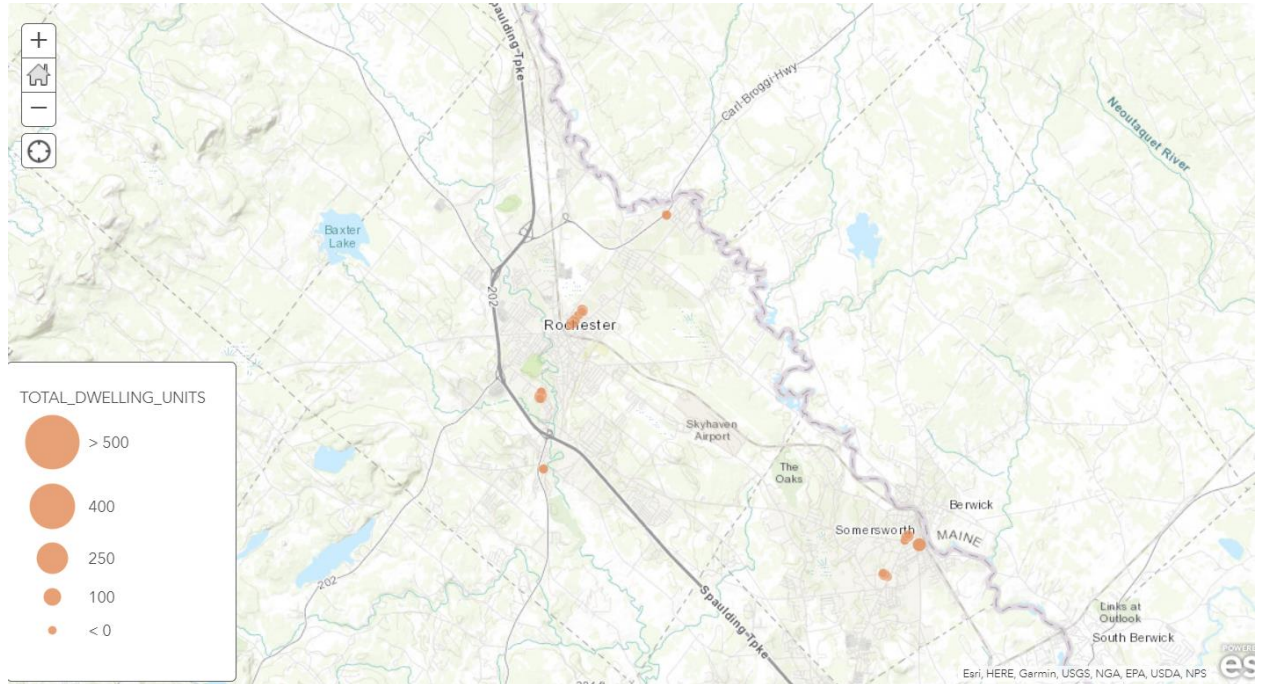 Spaulding-Tpke
Carl-Broggi-Hwy
Neoutaquet River
Baxter
Lake
202
Rochester
TOTAL_DWELLING_UNITS
> 500
400
250
100
< 0
Skyhaven
Airport
The
Oaks
Berwick
Somersworth
MAINE
202
Spaulding-Tpke
Links at
Outlook
South Berwick
POWERE
es
Esri, HERE, Garmin, USGS, NGA, EPA, USDA, NPS